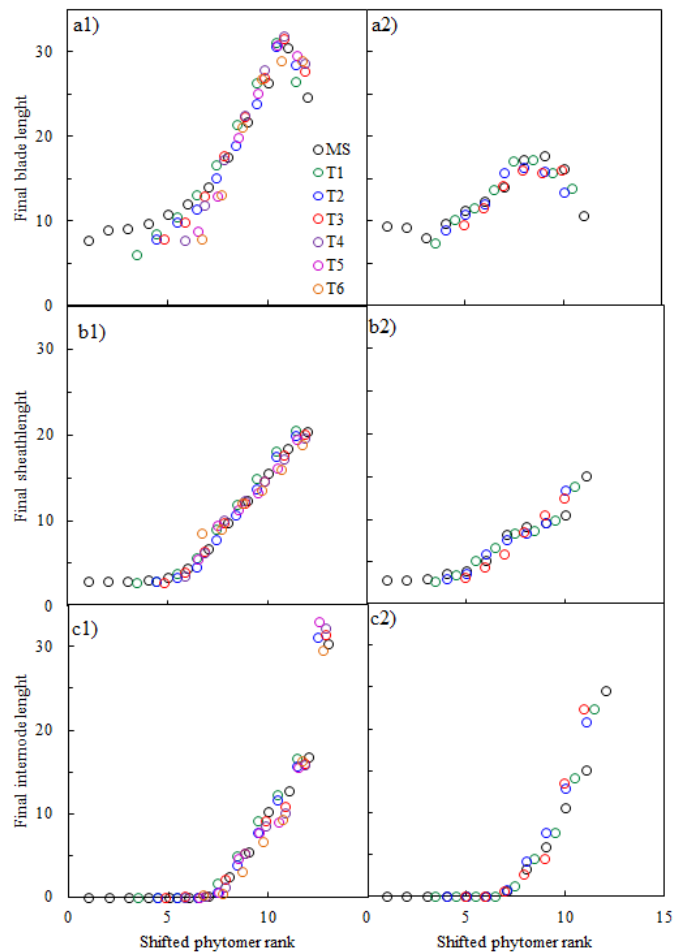 a1)
a2)
30
20
10
0
Final blade lenght
MS
T1
T2
T3
T4
T5
T6
b1)
b2)
30
20
10
0
Final sheathlenght
c1)
c2)
30
20
10
0
Final internode lenght
0 5 10 0 5 10 15
Shifted phytomer rank Shifted phytomer rank